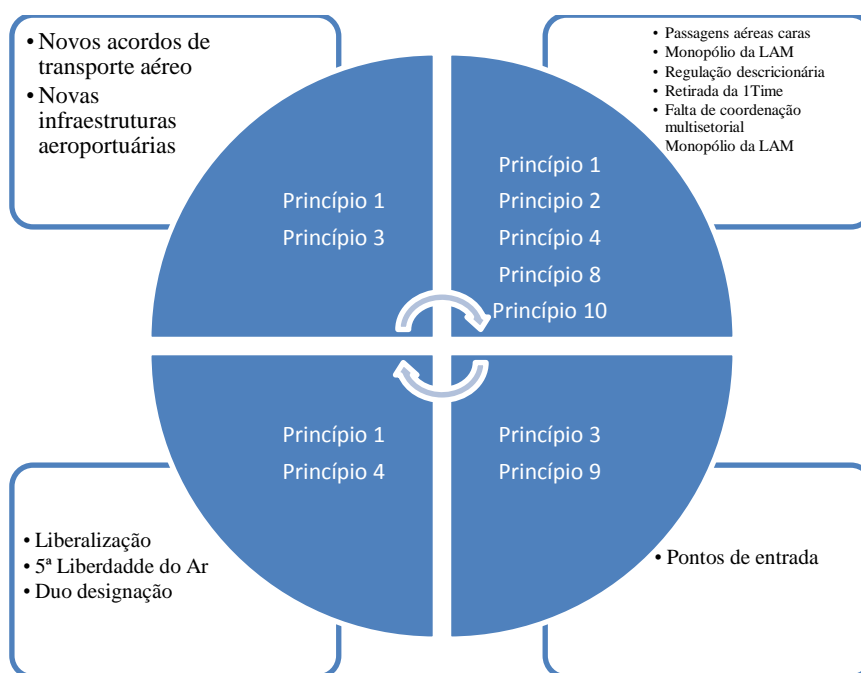 • Novos acordos de
transporte aéreo
• Novas
infraestruturas
aeroportuárias
• Passagens aéreas caras
• Monopólio da LAM
• Regulação descricionária
• Retirada da 1Time
• Falta de coordenação
multisetorial
Monopólio da LAM
Princípio 1
Princípio 3
Princípio 1
Principio 2
Princípio 4
Princípio 8
Princípio 10
Princípio 1
Princípio 4
Princípio 3
Princípio 9
• Liberalização
• 5ª Liberdadde do Ar
• Duo designação
• Pontos de entrada